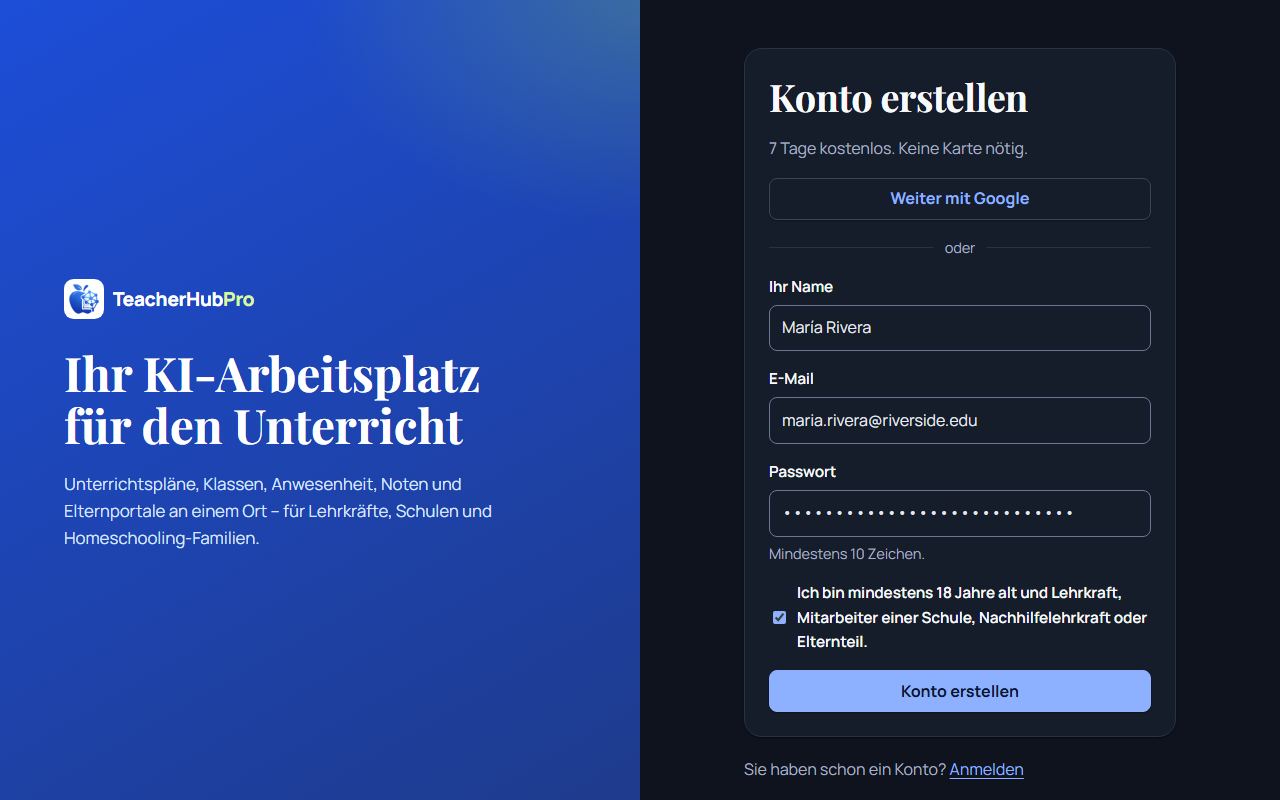 TeacherHubPro
Ihr KI-Arbeitsplatz
für den Unterricht
Unterrichtspläne, Klassen, Anwesenheit, Noten und
Elternportale an einem Ort – für Lehrkräfte, Schulen und
Homeschooling-Familien.
Konto erstellen
7 Tage kostenlos. Keine Karte nötig.
Weiter mit Google
oder
Ihr Name
María Rivera
E-Mail
maria.rivera@riverside.edu
Passwort
••••••••••••••••••••••••••••
Mindestens 10 Zeichen.
Ich bin mindestens 18 Jahre alt und Lehrkraft,
Mitarbeiter einer Schule, Nachhilfelehrkraft oder
Elternteil.
Konto erstellen
Sie haben schon ein Konto? Anmelden